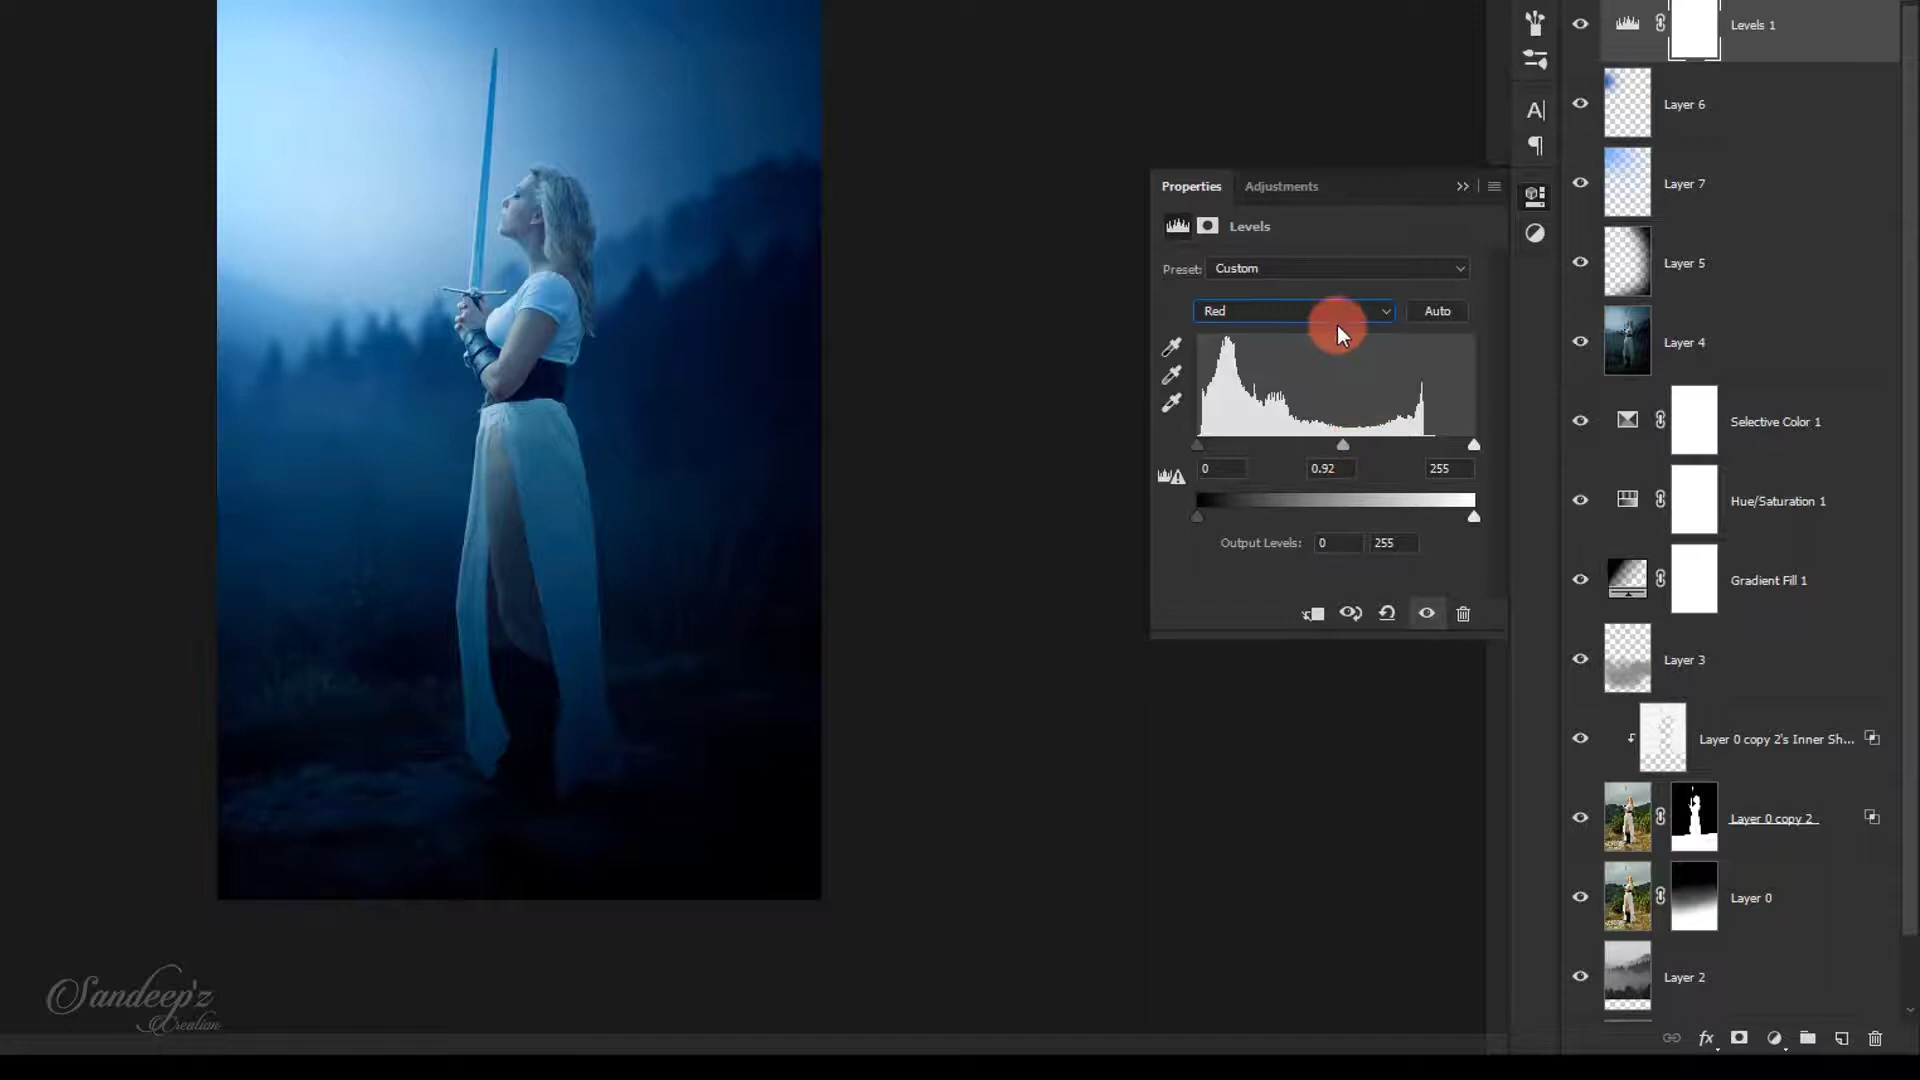 Levels 1
Layer 6
Layer 7
Layer 5
Layer 4
Selective Color 1
Hue/Saturation 1
Gradient Fill 1
Layer 3
Layer 0 copy 2's Inner Sh...
Layer 0 copy 2
Layer 0
Layer 2
Properties Adjustments
Levels
Preset: Custom
Red Auto
0 0.92 255
Output Levels: 0 255
A|
fx
Sandeep'z
Creation